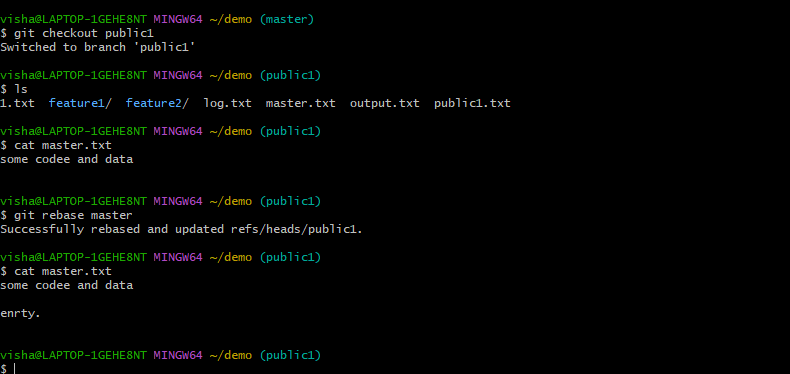 visha@LAPTOP-1GEHE8NT MINGW64 ~/demo (master)
$ git checkout public1
Switched to branch 'public1'
visha@LAPTOP-1GEHE8NT MINGW64 ~/demo (public1)
$ ls
1.txt  feature1/  feature2/  log.txt  master.txt  output.txt  public1.txt
visha@LAPTOP-1GEHE8NT MINGW64 ~/demo (public1)
$ cat master.txt
some codee and data
visha@LAPTOP-1GEHE8NT MINGW64 ~/demo (public1)
$ git rebase master
Successfully rebased and updated refs/heads/public1.
visha@LAPTOP-1GEHE8NT MINGW64 ~/demo (public1)
$ cat master.txt
some codee and data
enrty.
visha@LAPTOP-1GEHE8NT MINGW64 ~/demo (public1)
$